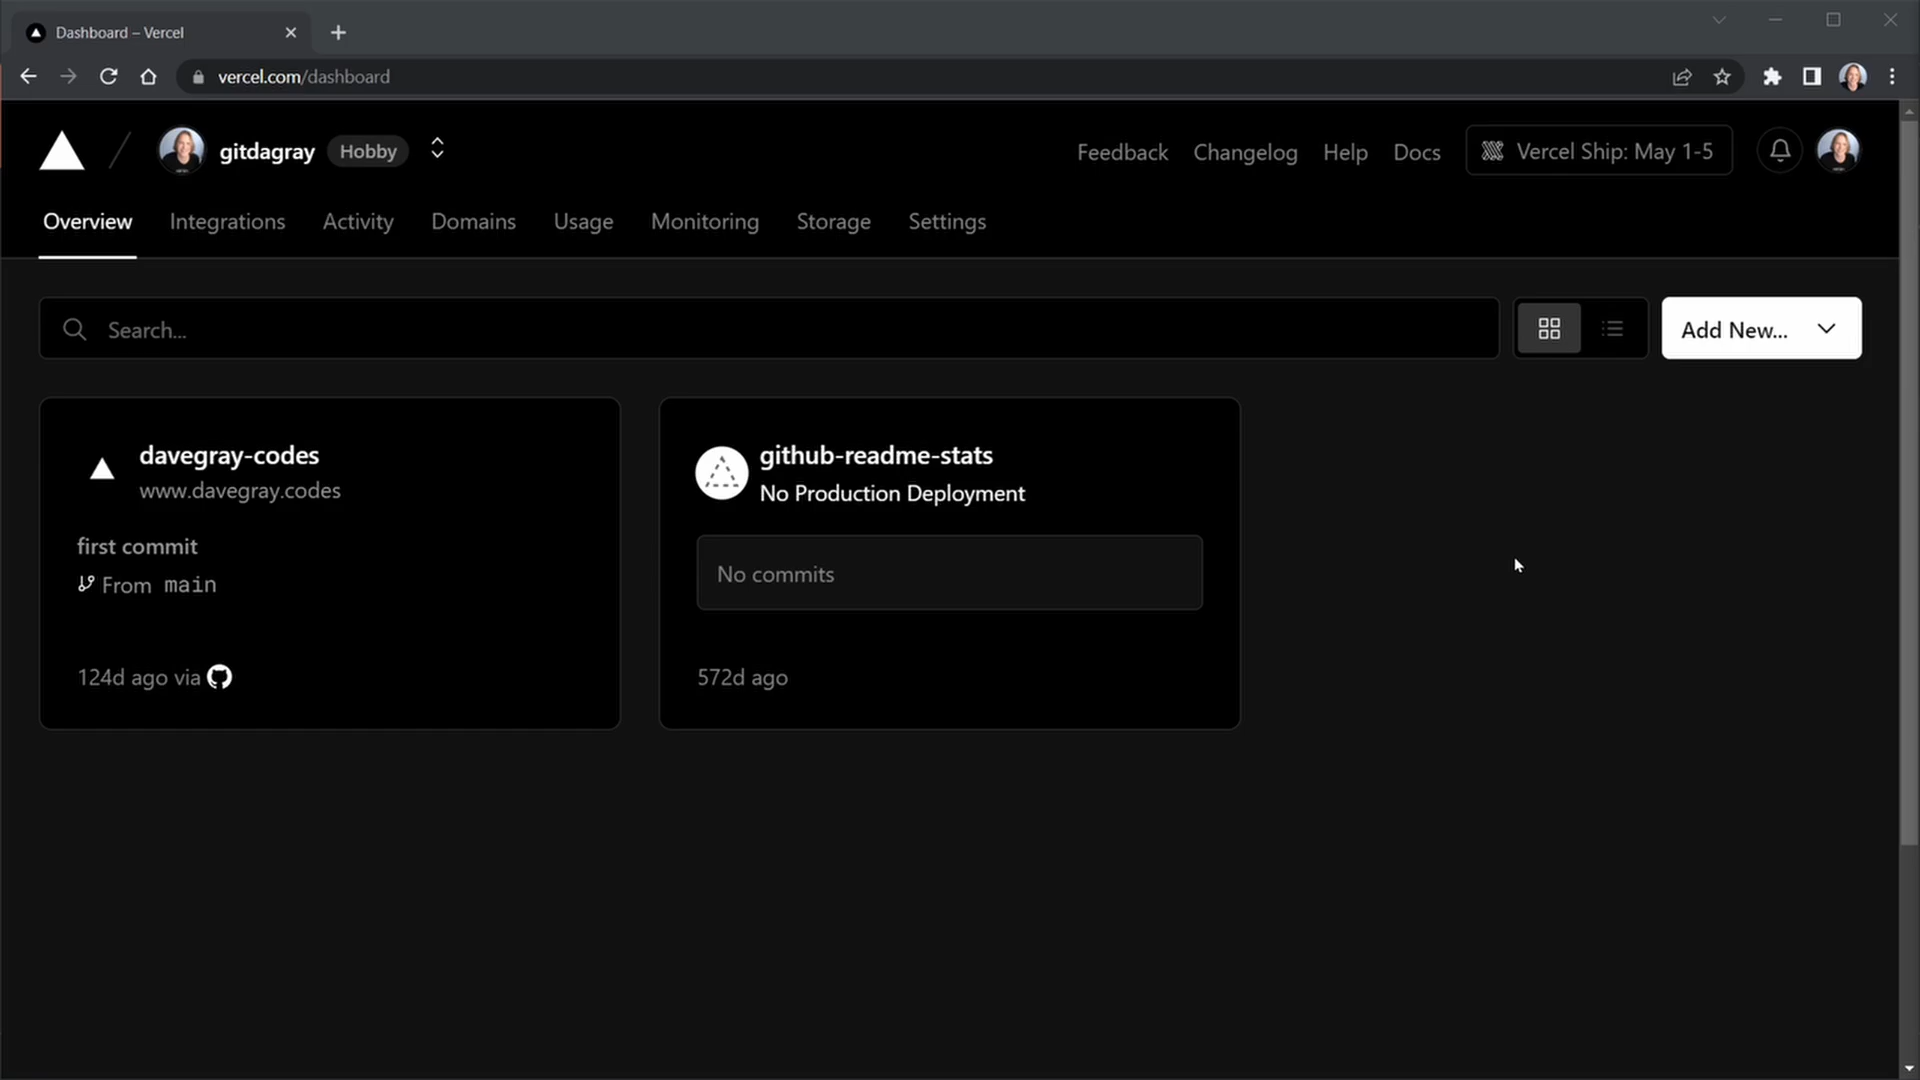 Dashboard – Vercel
vercel.com/dashboard
gitdagray Hobby
Feedback Changelog Help Docs Vercel Ship: May 1-5
Overview Integrations Activity Domains Usage Monitoring Storage Settings
Search...
Add New...
davegray-codes
www.davegray.codes
first commit
From main
124d ago via
github-readme-stats
No Production Deployment
No commits
572d ago